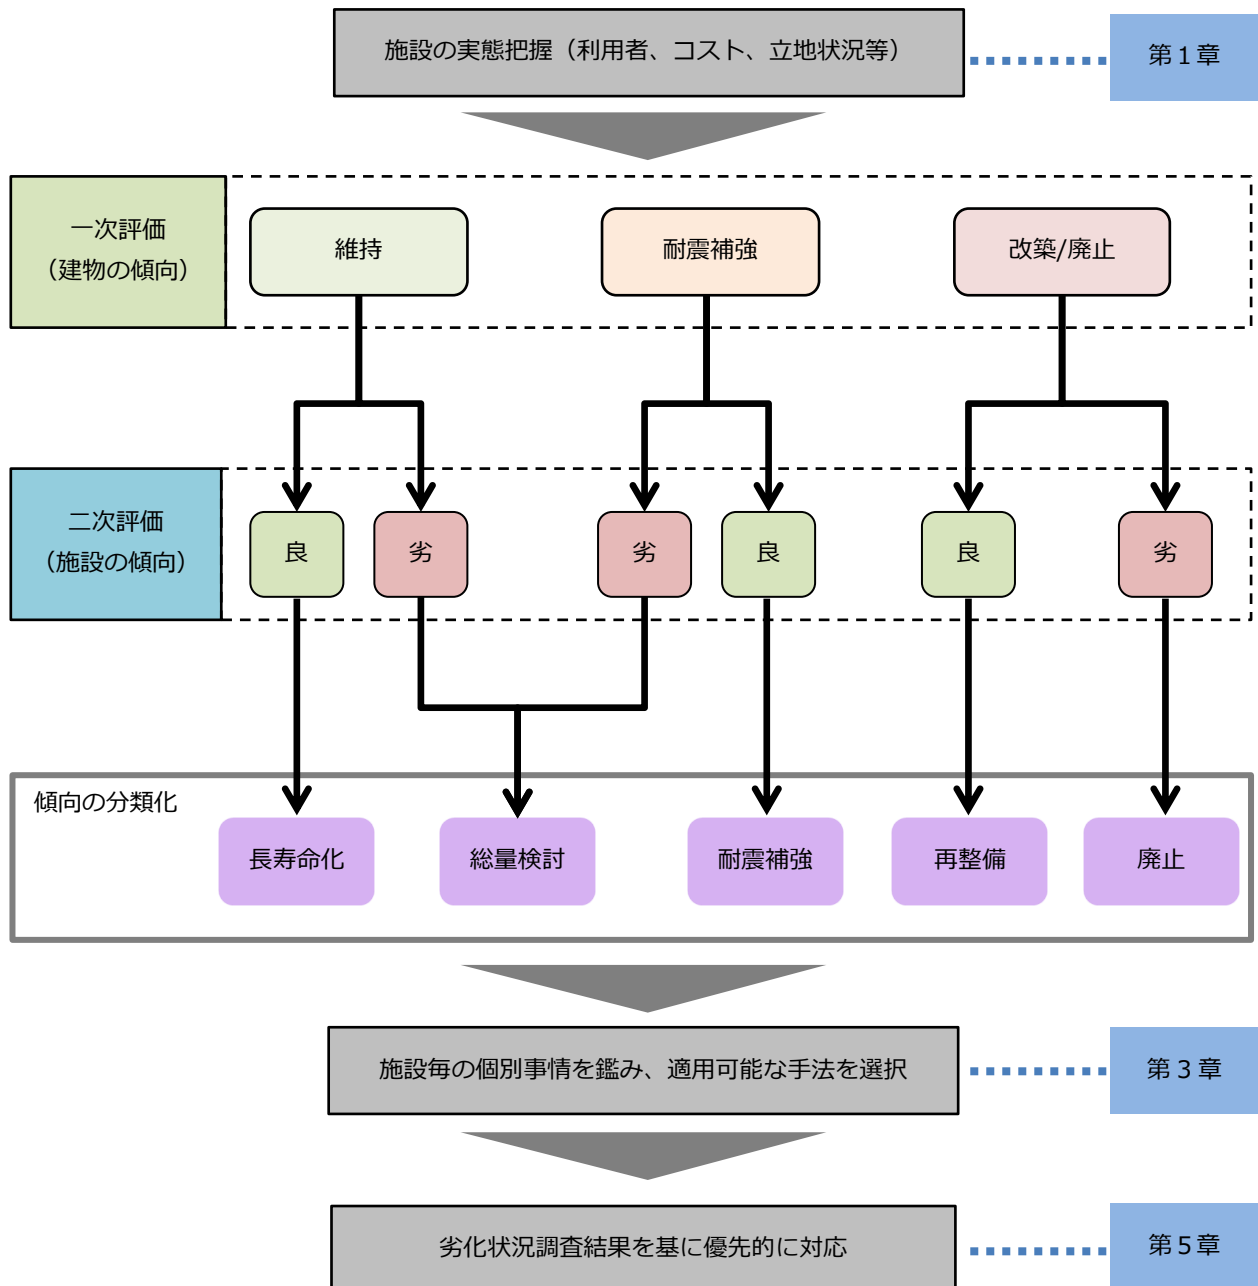 施設の実態把握（利用者、コスト、立地状況等）
第１章
一次評価
（建物の傾向）
維持
耐震補強
改築/廃止
二次評価
（施設の傾向）
良
劣
劣
良
良
劣
傾向の分類化
長寿命化
総量検討
耐震補強
再整備
廃止
施設毎の個別事情を鑑み、適用可能な手法を選択
第３章
劣化状況調査結果を基に優先的に対応
第５章